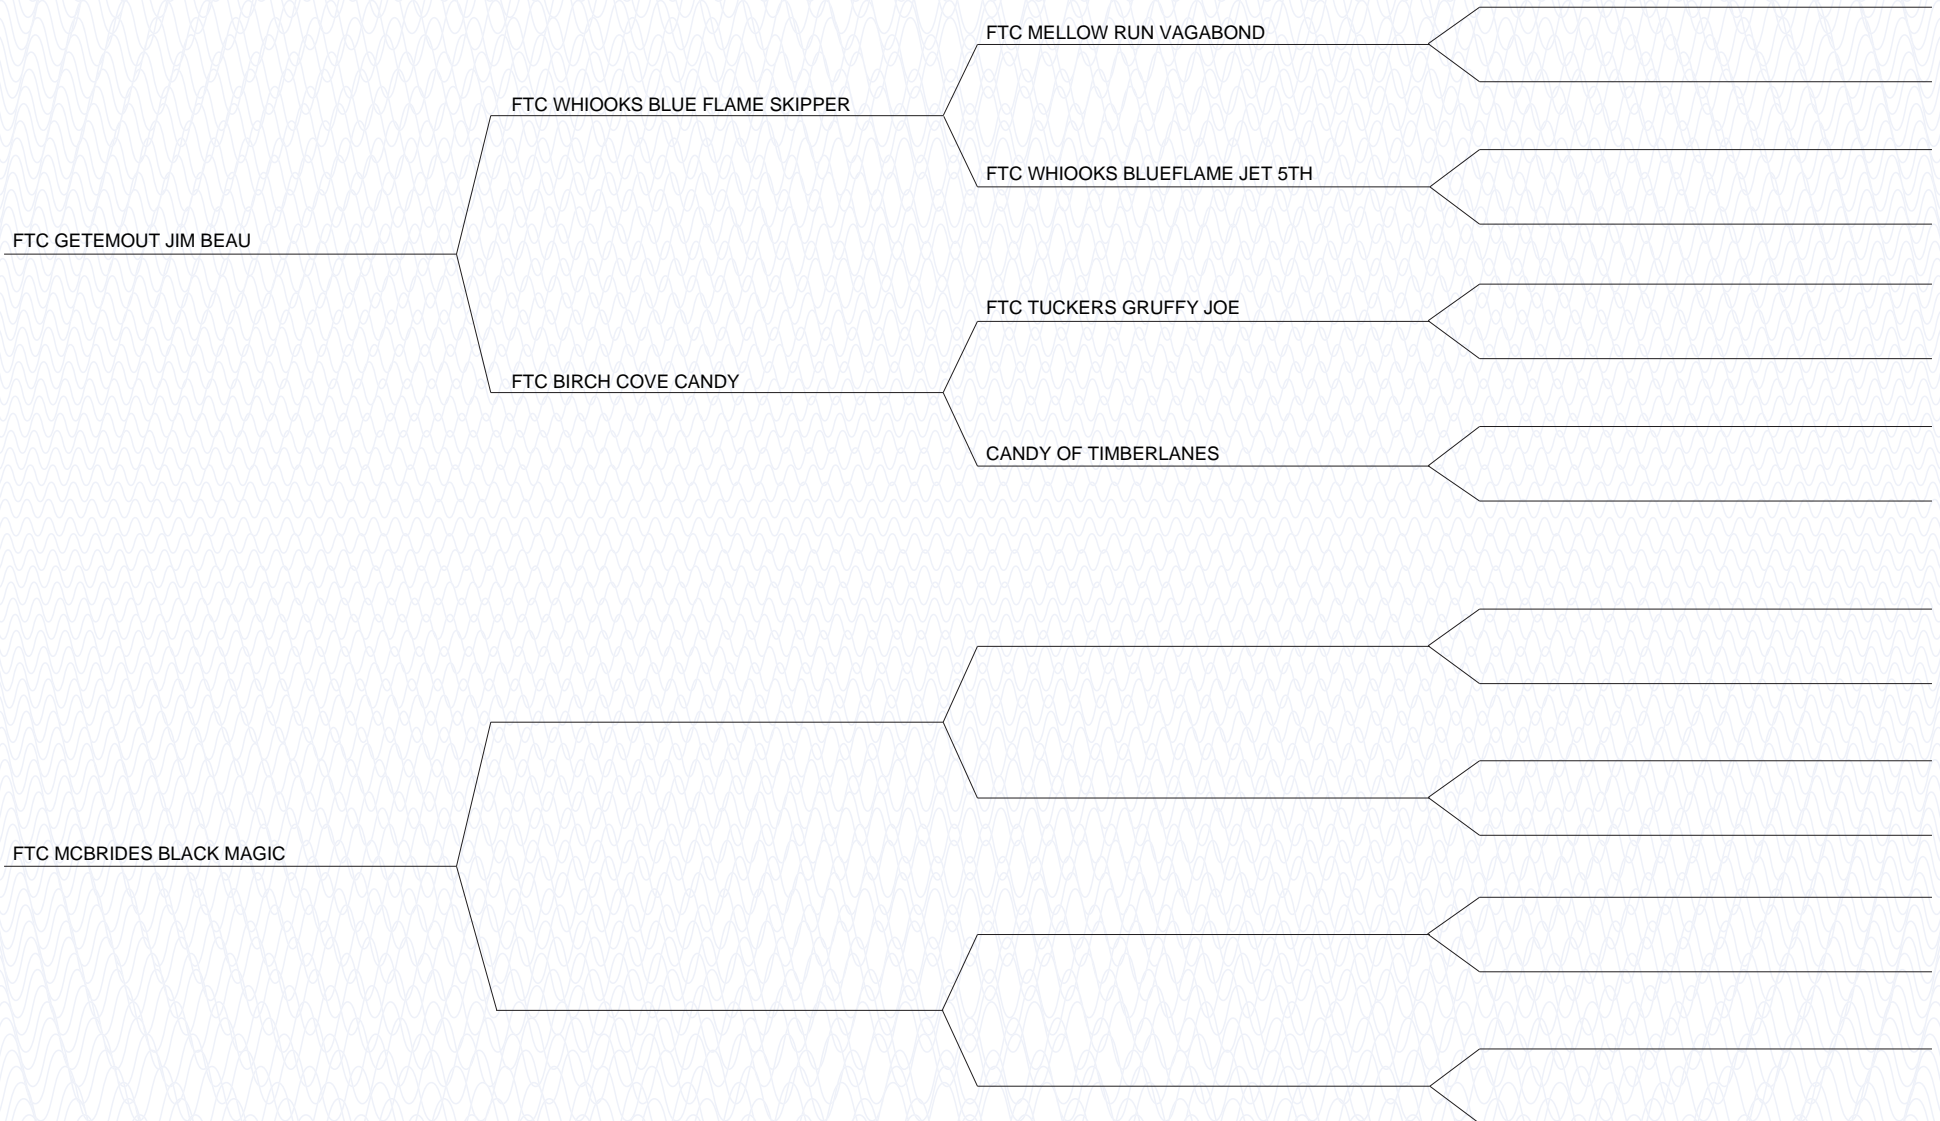 FTC MELLOW RUN VAGABOND
FTC WHIOOKS BLUE FLAME SKIPPER
FTC WHIOOKS BLUEFLAME JET 5TH
FTC GETEMOUT JIM BEAU
FTC TUCKERS GRUFFY JOE
FTC BIRCH COVE CANDY
CANDY OF TIMBERLANES
FTC MCBRIDES BLACK MAGIC